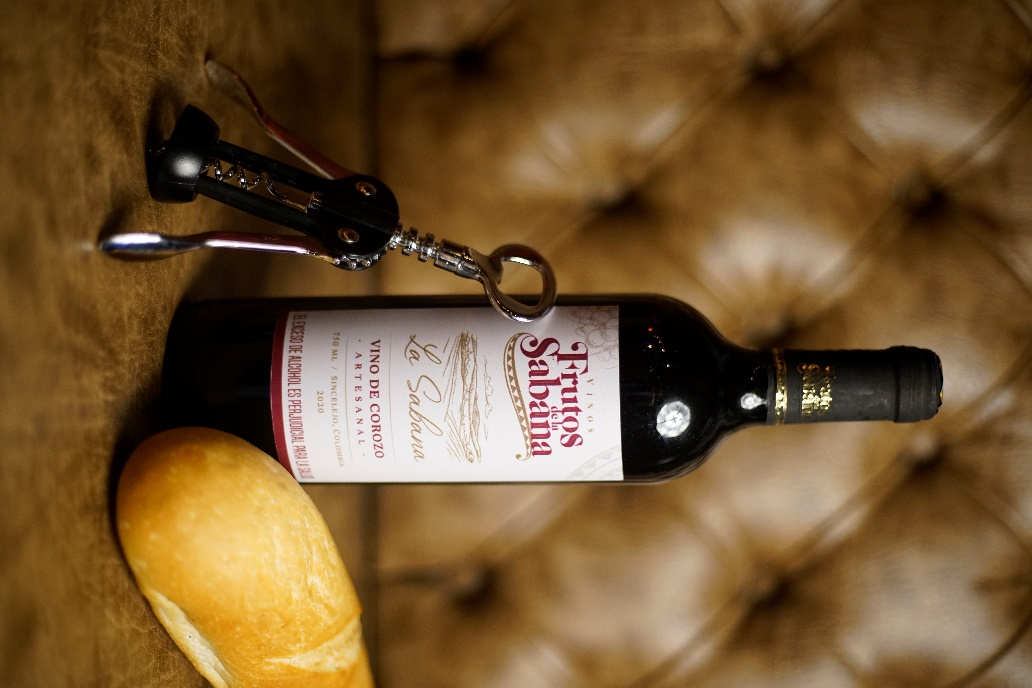 VINOS
Frutos
de la
Sabana
La Sabana
VINO DE COROZO
· ARTESANAL ·
750 ML / SINCELEJO, COLOMBIA
2020
EL EXCESO DE ALCOHOL ES PERJUDICIAL PARA LA SALUD